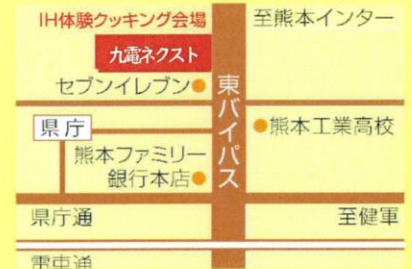 IH体験クッキング会場
至熊本インター
九電ネクスト
セブンイレブン
東バイパス
県庁
熊本工業高校
熊本ファミリー
銀行本店
県庁通
至健軍
電車通